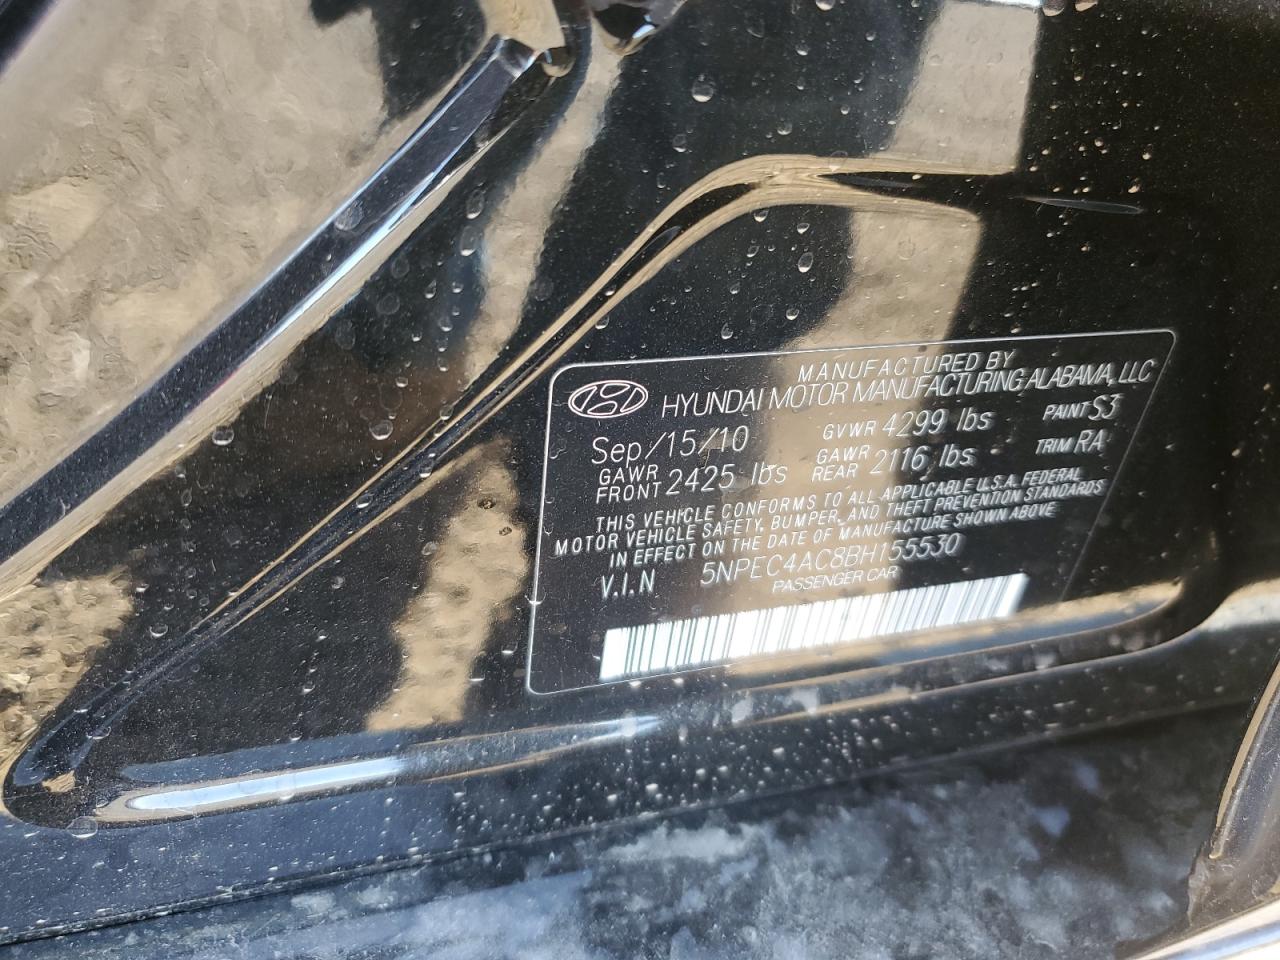 MANUFACTURED BY
HYUNDAI MOTOR MANUFACTURING ALABAMA, LLC
Sep/15/10 GVWR 4299 lbs PAINT S3
GAWR FRONT 2425 lbs GAWR REAR 2116 lbs TRIM RA
THIS VEHICLE CONFORMS TO ALL APPLICABLE U.S.A. FEDERAL
MOTOR VEHICLE SAFETY, BUMPER, AND THEFT PREVENTION STANDARDS
IN EFFECT ON THE DATE OF MANUFACTURE SHOWN ABOVE
V.I.N 5NPEC4AC8BH155530
PASSENGER CAR